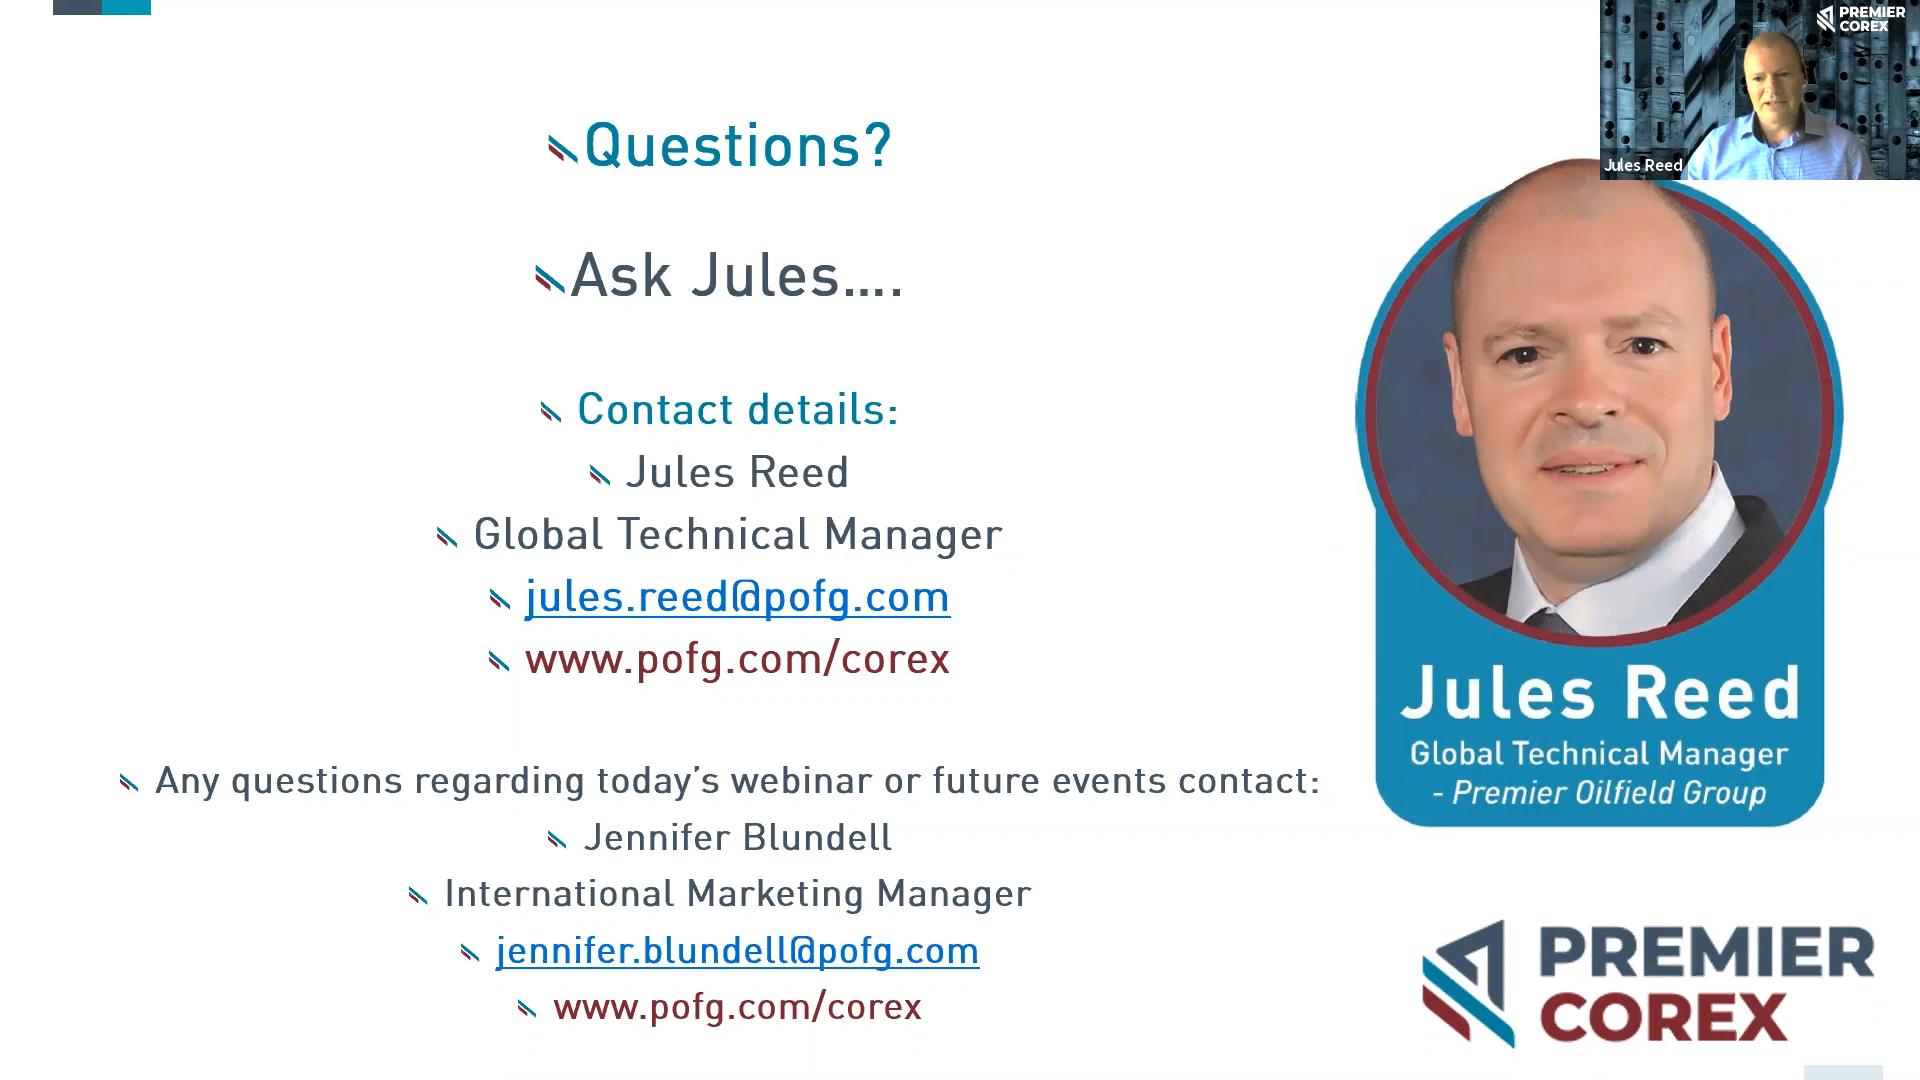 Questions?
Ask Jules....
Contact details:
Jules Reed
Global Technical Manager
jules.reed@pofg.com
www.pofg.com/corex
Any questions regarding today's webinar or future events contact:
Jennifer Blundell
International Marketing Manager
jennifer.blundell@pofg.com
www.pofg.com/corex
PREMIER
COREX
Jules Reed
Jules Reed
Global Technical Manager
- Premier Oilfield Group
PREMIER
COREX